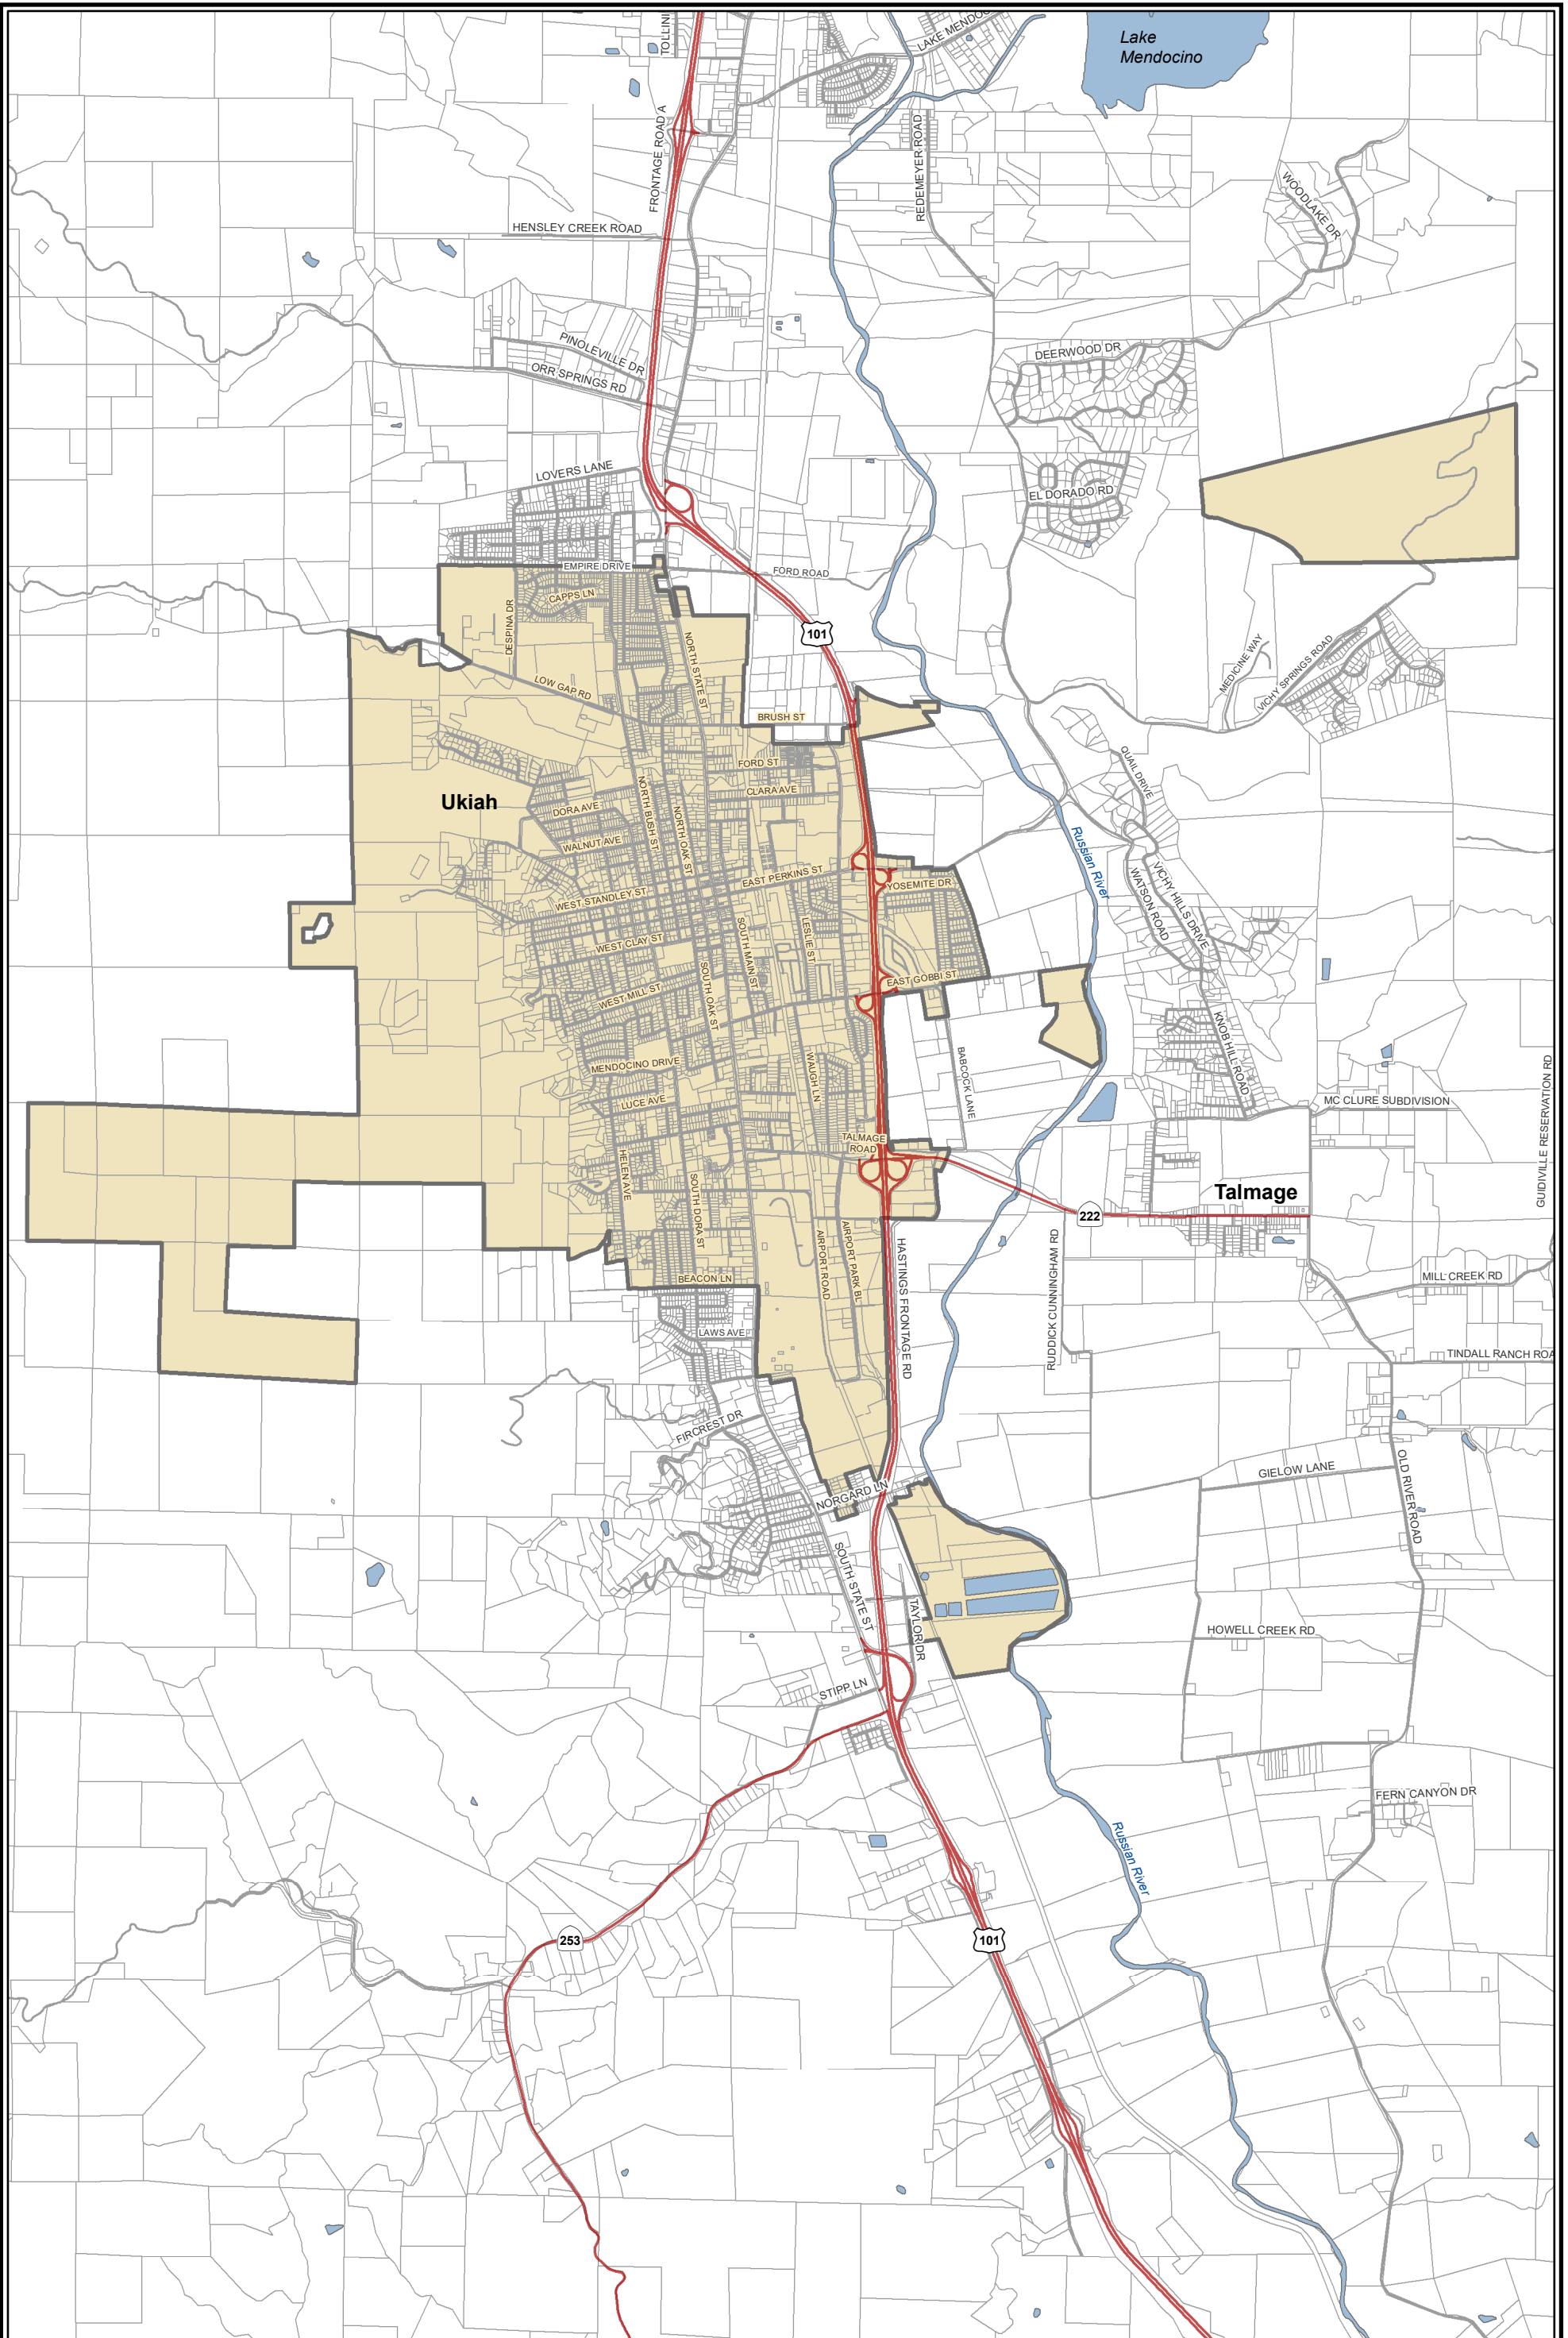 Lake
Mendocino
TOLLINI
FRONTAGE ROAD A
REDEMEYER ROAD
WOODLAKE DR
HENSLEY CREEK ROAD
PINOLEVILLE DR
ORR SPRINGS RD
DEERWOOD DR
LOVERS LANE
EL DORADO RD
EMPIRE DRIVE
FORD ROAD
CAPPS LN
DESPINA DR
101
NORTH STATE ST
MEDICINE WAY
VICHY SPRINGS ROAD
LOW GAP RD
BRUSH ST
QUAIL DRIVE
FORD ST
Ukiah
NORTH BUSH ST
CLARA AVE
DORA AVE
NORTH OAK ST
WALNUT AVE
Russian River
EAST PERKINS ST
VICHY HILLS DRIVE
WATSON ROAD
YOSEMITE DR
WEST STANDLEY ST
LESLIE ST
SOUTH MAIN ST
WEST CLAY ST
EAST GOBBI ST
SOUTH OAK ST
WEST MILL ST
KNOB HILL ROAD
BABCOCK LANE
MENDOCINO DRIVE
WAUGH LN
LUCE AVE
MC CLURE SUBDIVISION
GUIDIVILLE RESERVATION RD
TALMAGE
ROAD
HELEN AVE
Talmage
SOUTH DORA ST
222
AIRPORT ROAD
AIRPORT PARK BL
HASTINGS FRONTAGE RD
RUDDICK CUNNINGHAM RD
BEACON LN
MILL CREEK RD
LAWS AVE
TINDALL RANCH ROA
FIRCREST DR
GIELOW LANE
OLD RIVER ROAD
NORGARD LN
SOUTH STATE ST
TAYLOR DR
HOWELL CREEK RD
STIPP LN
FERN CANYON DR
Russian River
253
101